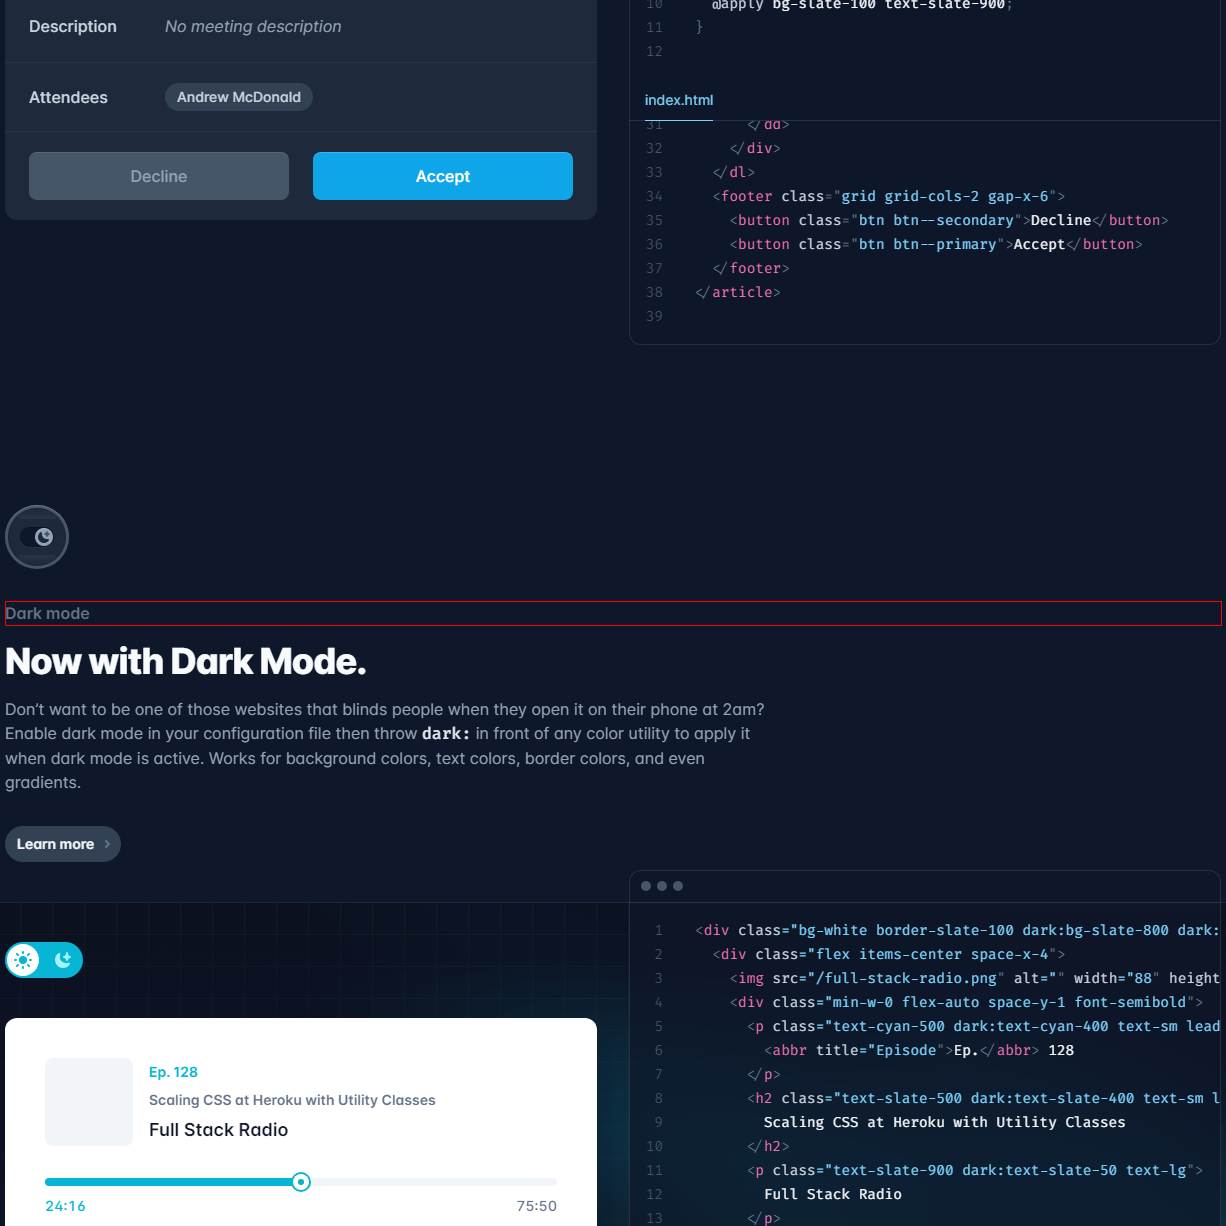 Description No meeting description
Attendees Andrew McDonald
Decline Accept
10 @apply bg-slate-100 text-slate-900;
11 }
12
index.html
31 </dd>
32 </div>
33 </dl>
34 <footer class="grid grid-cols-2 gap-x-6">
35 <button class="btn btn--secondary">Decline</button>
36 <button class="btn btn--primary">Accept</button>
37 </footer>
38 </article>
39
Dark mode
Now with Dark Mode.
Don’t want to be one of those websites that blinds people when they open it on their phone at 2am?
Enable dark mode in your configuration file then throw dark: in front of any color utility to apply it
when dark mode is active. Works for background colors, text colors, border colors, and even
gradients.
Learn more
Ep. 128
Scaling CSS at Heroku with Utility Classes
Full Stack Radio
24:16 75:50
1 <div class="bg-white border-slate-100 dark:bg-slate-800 dark:
2 <div class="flex items-center space-x-4">
3 <img src="/full-stack-radio.png" alt="" width="88" height
4 <div class="min-w-0 flex-auto space-y-1 font-semibold">
5 <p class="text-cyan-500 dark:text-cyan-400 text-sm lead
6 <abbr title="Episode">Ep.</abbr> 128
7 </p>
8 <h2 class="text-slate-500 dark:text-slate-400 text-sm l
9 Scaling CSS at Heroku with Utility Classes
10 </h2>
11 <p class="text-slate-900 dark:text-slate-50 text-lg">
12 Full Stack Radio
13 </p>